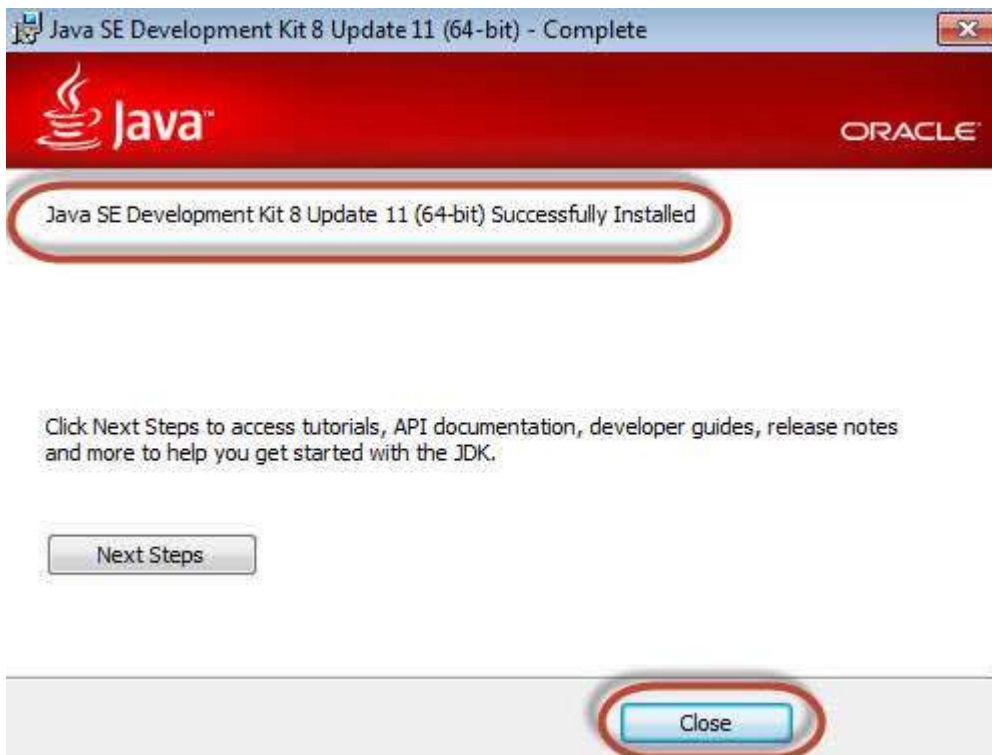 Java SE Development Kit 8 Update 11 (64-bit) - Complete
Java™
ORACLE
Java SE Development Kit 8 Update 11 (64-bit) Successfully Installed
Click Next Steps to access tutorials, API documentation, developer guides, release notes
and more to help you get started with the JDK.
Next Steps
Close